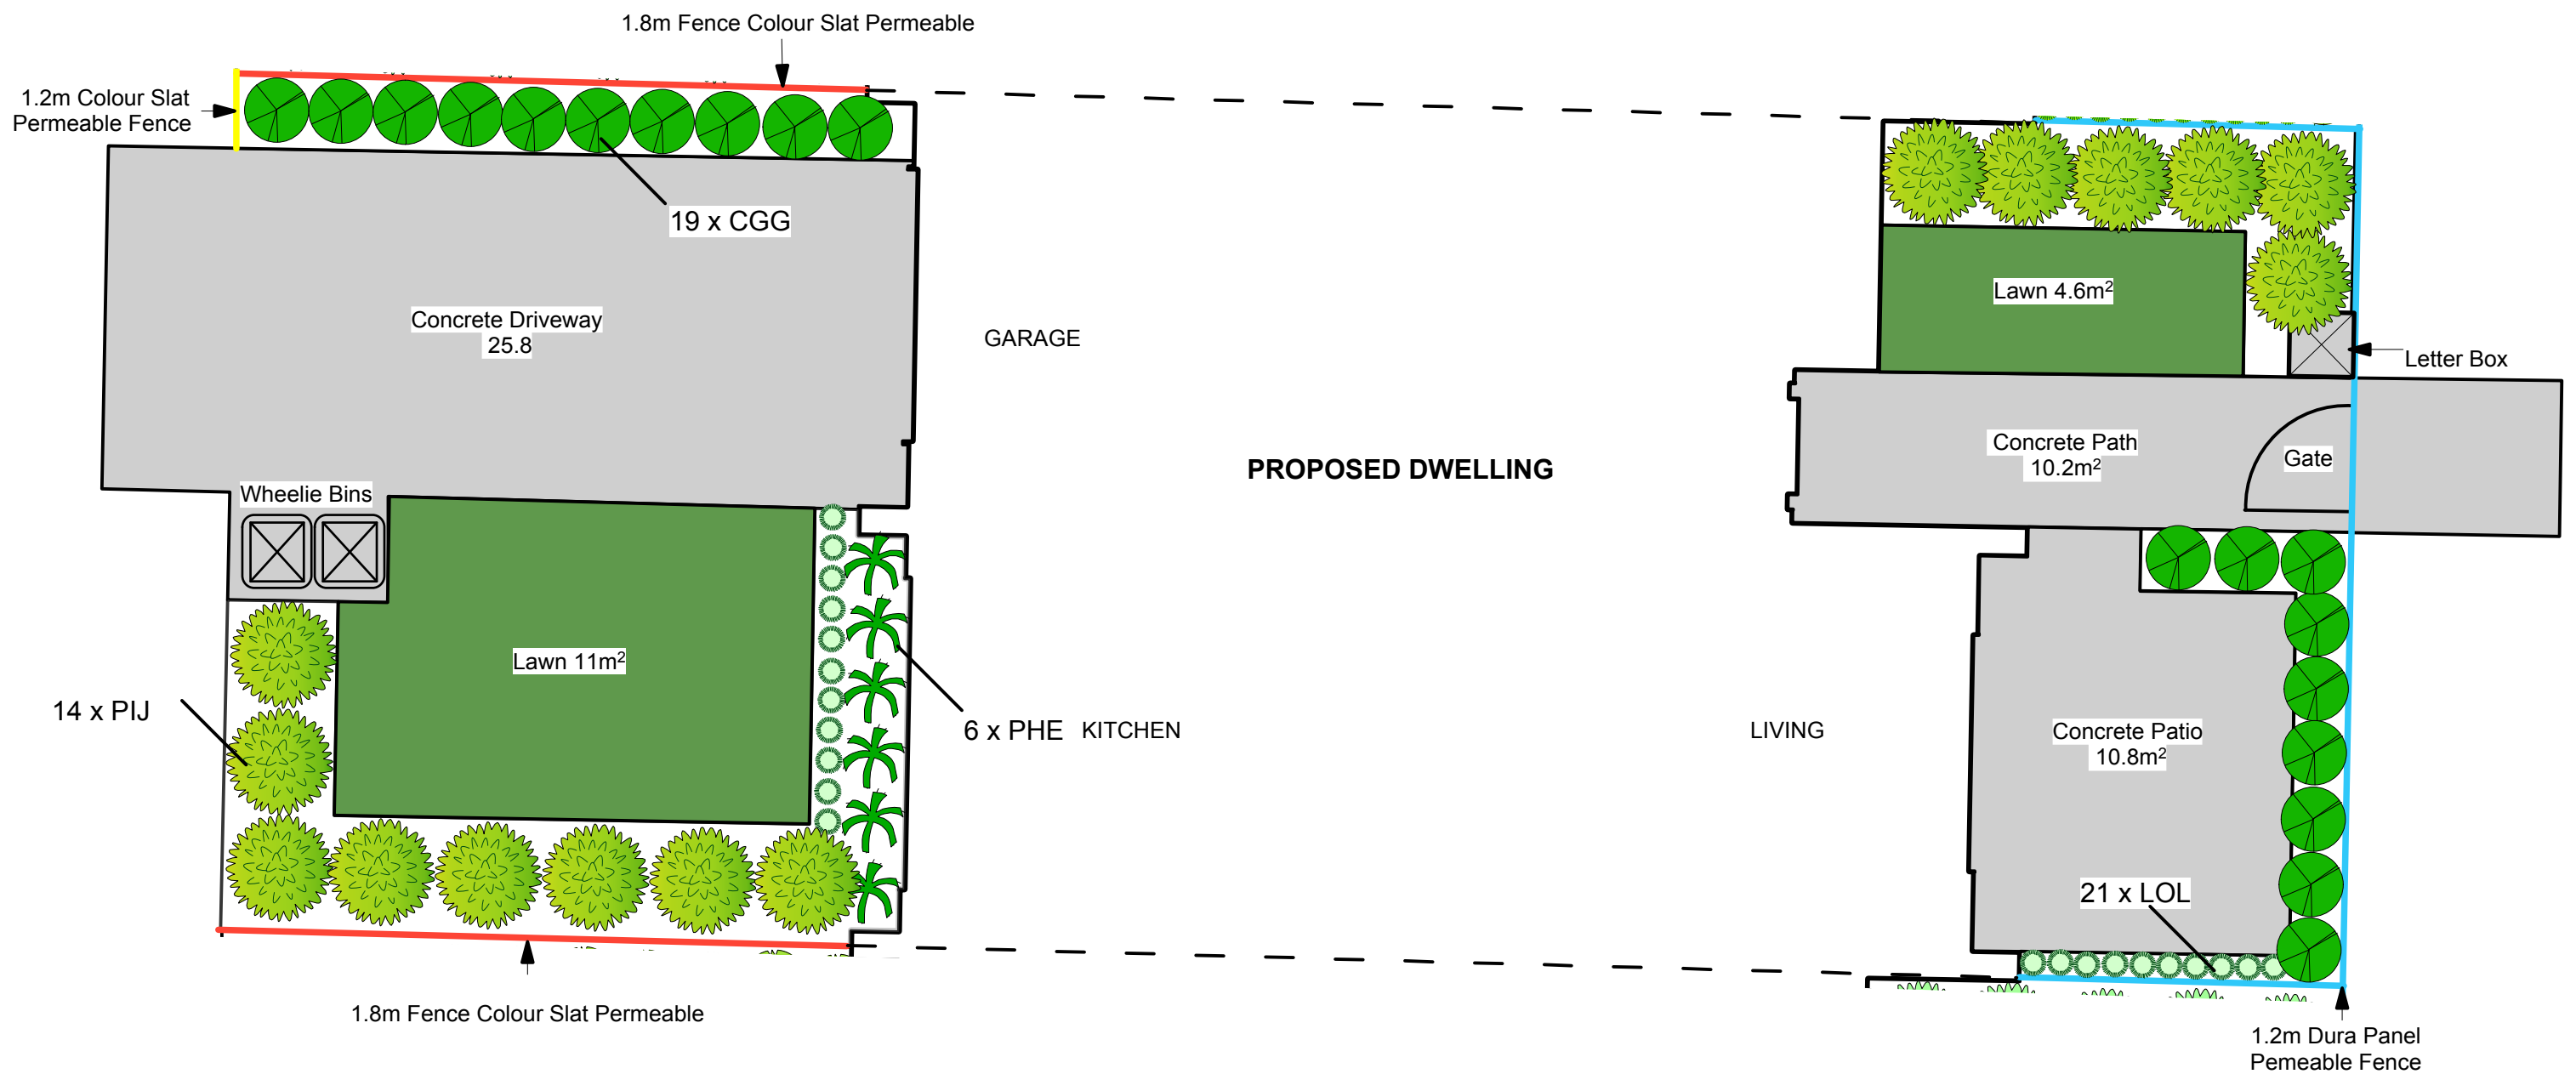 1.8m Fence Colour Slat Permeable
1.2m Colour Slat
Permeable Fence
19 x CGG
Concrete Driveway
25.8
GARAGE
Wheelie Bins
Lawn 11m²
14 x PIJ
6 x PHE
KITCHEN
1.8m Fence Colour Slat Permeable
PROPOSED DWELLING
LIVING
Lawn 4.6m²
Letter Box
Concrete Path
10.2m²
Gate
Concrete Patio
10.8m²
21 x LOL
1.2m Dura Panel
Pemeable Fence